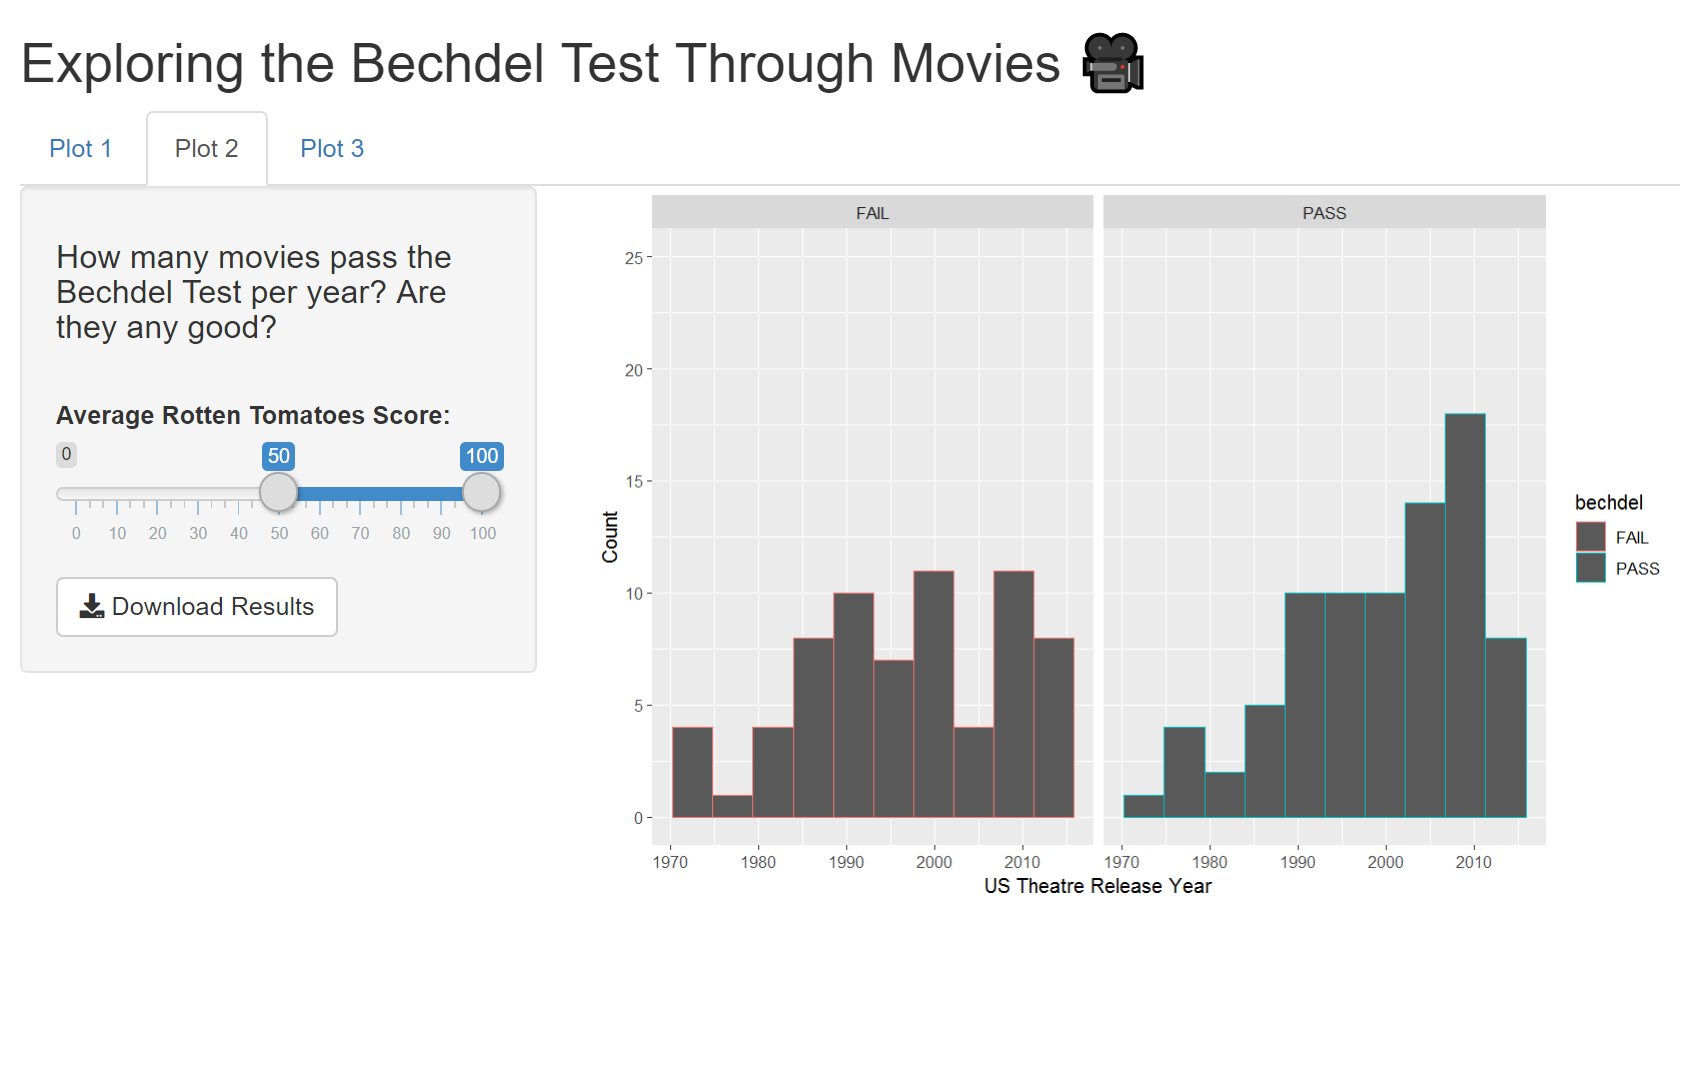 Exploring the Bechdel Test Through Movies
Plot 1
Plot 2
Plot 3
How many movies pass the
Bechdel Test per year? Are
they any good?
Average Rotten Tomatoes Score:
0
50
100
0 10 20 30 40 50 60 70 80 90 100
Download Results
FAIL
PASS
25
20
15
10
5
0
Count
1970 1980 1990 2000 2010
1970 1980 1990 2000 2010
US Theatre Release Year
bechdel
FAIL
PASS